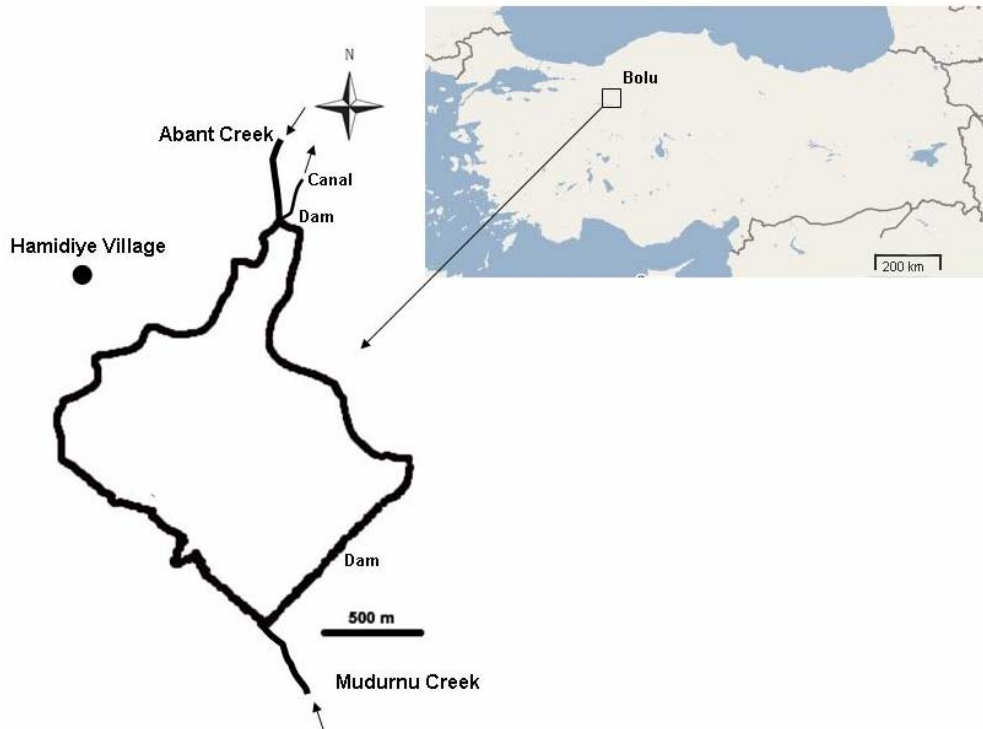 N
Abant Creek
Canal
Dam
Hamidiye Village
Bolu
200 km
Dam
500 m
Mudurnu Creek